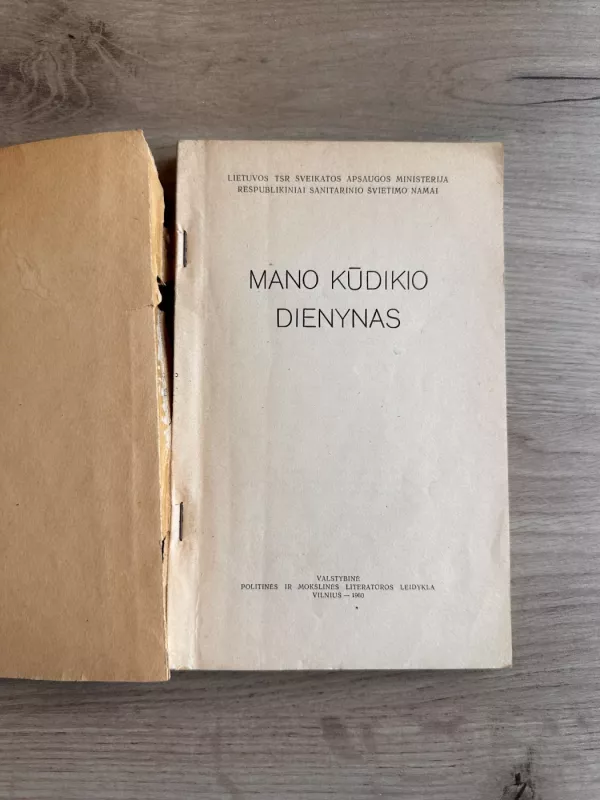 LIETUVOS TSR SVEIKATOS APSAUGOS MINISTERIJA
RESPUBLIKINIAI SANITARINIO ŠVIETIMO NAMAI
MANO KŪDIKIO
DIENYNAS
VALSTYBINĖ
POLITINĖS IR MOKSLINĖS LITERATŪROS LEIDYKLA
VILNIUS — 1960